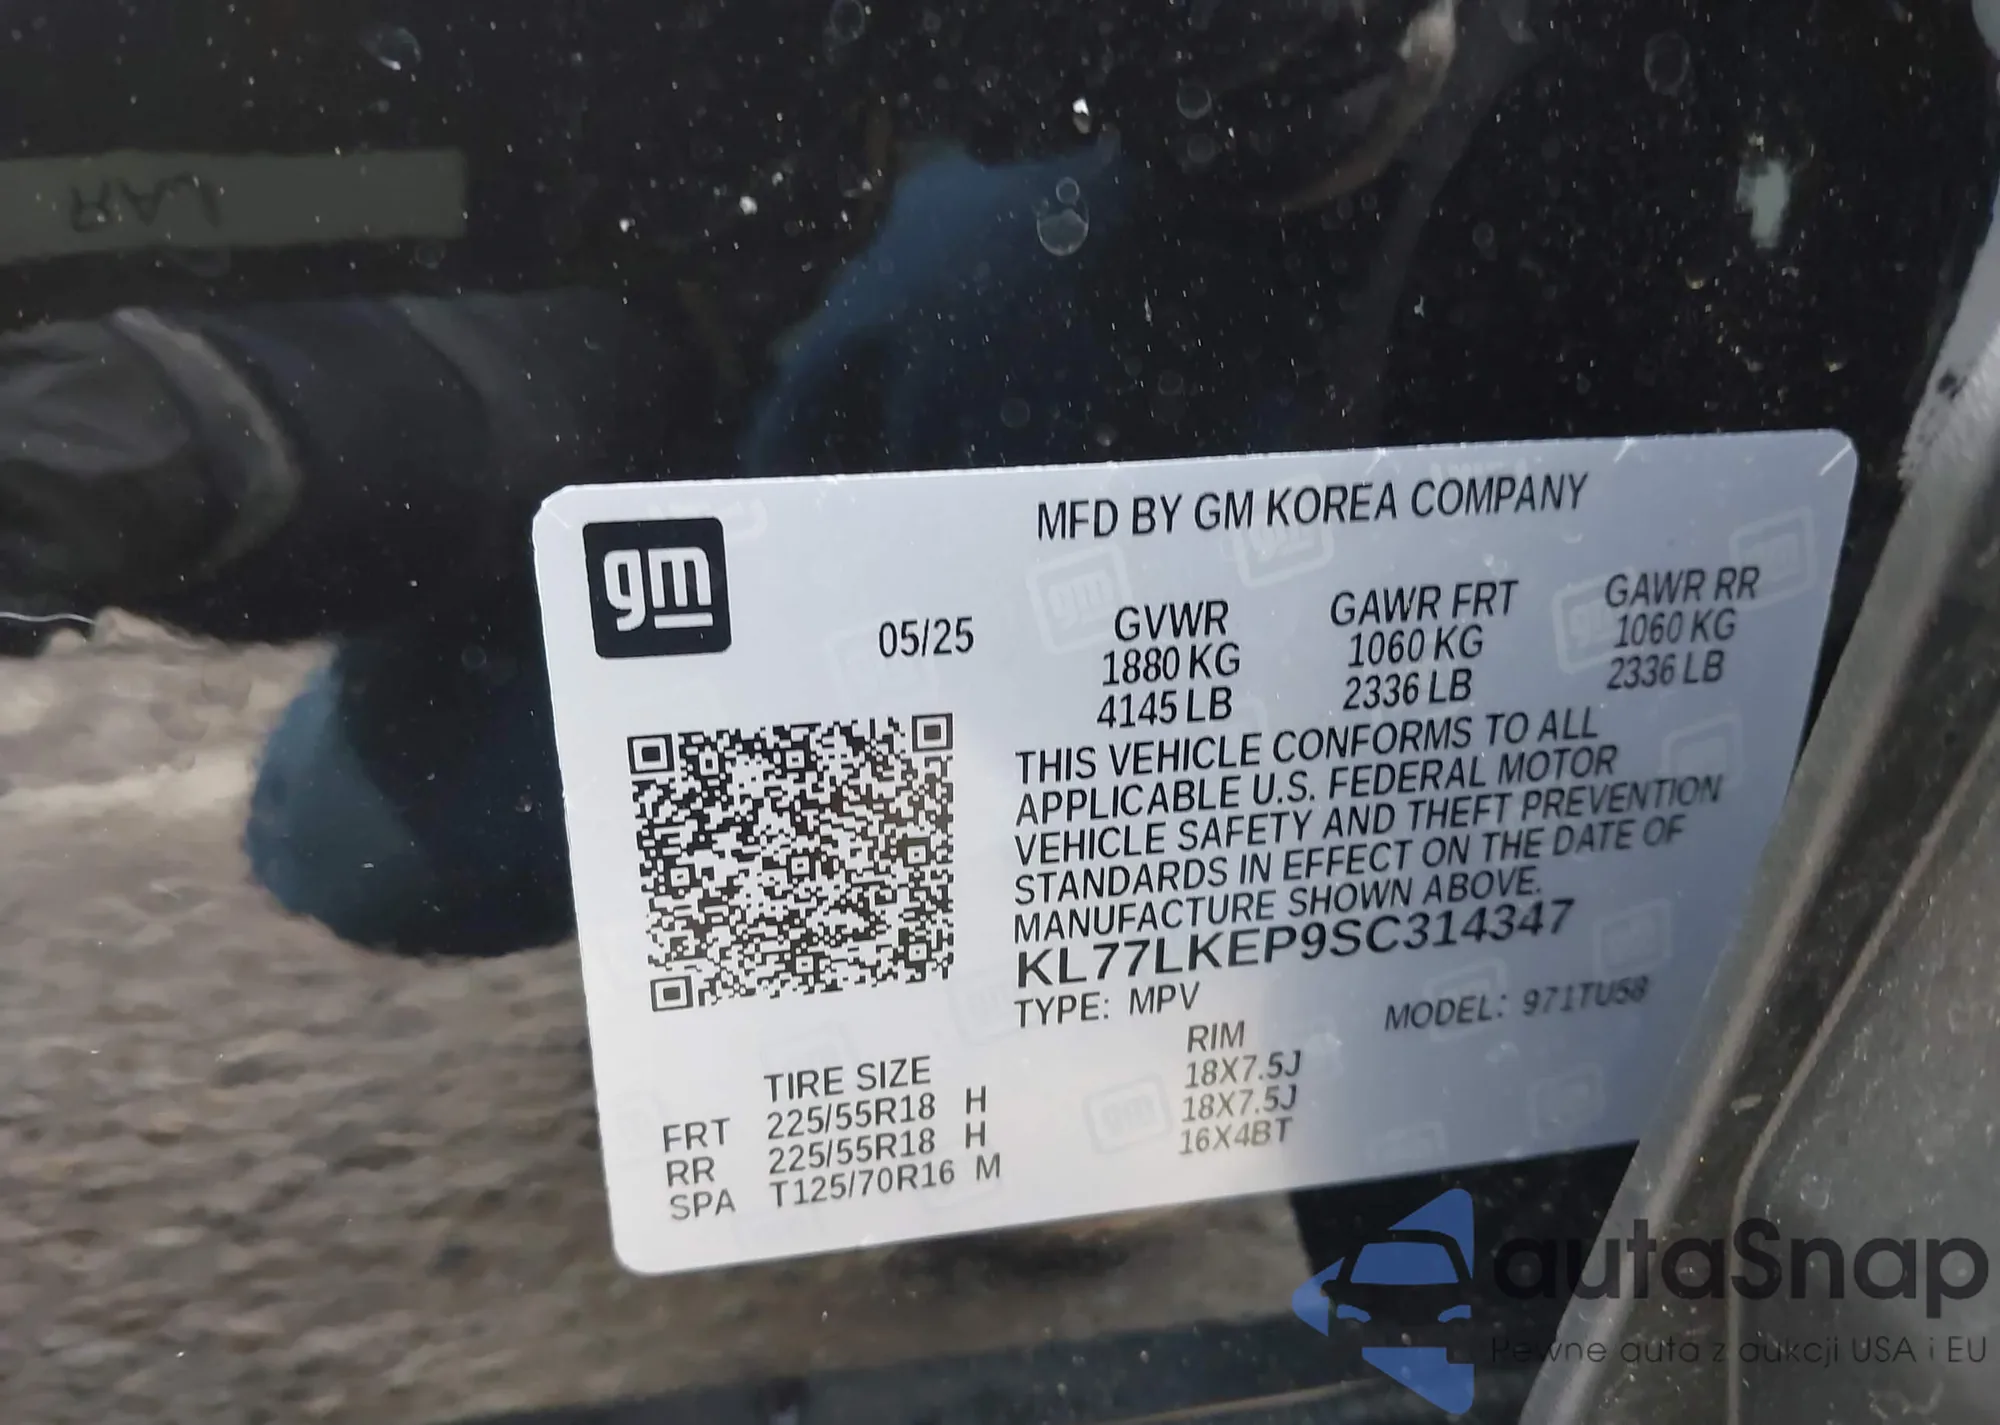 gm
MFD BY GM KOREA COMPANY
05/25
GVWR GAWR FRT GAWR RR
1880 KG 1060 KG 1060 KG
4145 LB 2336 LB 2336 LB
THIS VEHICLE CONFORMS TO ALL
APPLICABLE U.S. FEDERAL MOTOR
VEHICLE SAFETY AND THEFT PREVENTION
STANDARDS IN EFFECT ON THE DATE OF
MANUFACTURE SHOWN ABOVE.
KL77LKEP9SC314347
TYPE: MPV MODEL: 971TU58
TIRE SIZE RIM
FRT 225/55R18 H 18X7.5J
RR 225/55R18 H 18X7.5J
SPA T125/70R16 M 16X4BT
autaSnap
Pewne auta z aukcji USA i EU